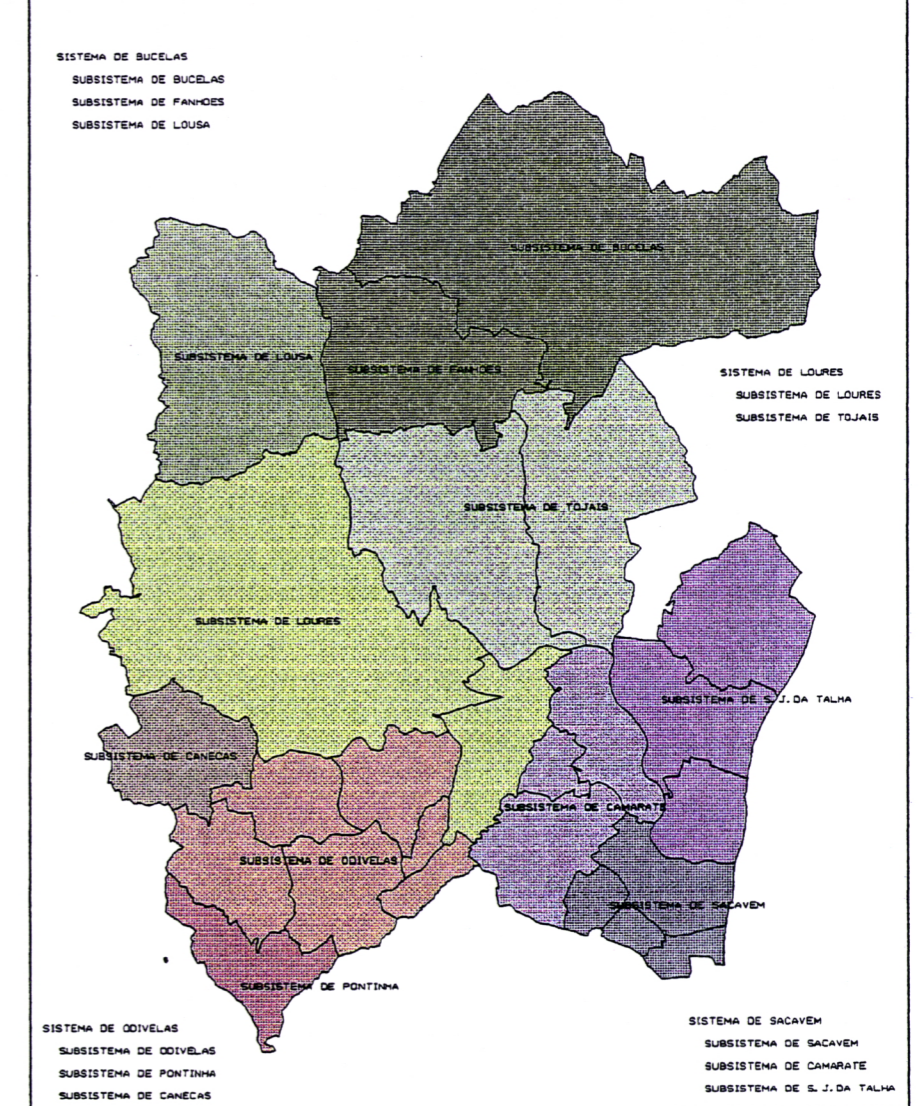 SISTEMA DE BUCELAS
SUBSISTEMA DE BUCELAS
SUBSISTEMA DE FANHOES
SUBSISTEMA DE LOUSA
SUBSISTEMA DE BUCELAS
SUBSISTEMA DE LOUSA
SUBSISTEMA DE FANHOES
SISTEMA DE LOURES
SUBSISTEMA DE LOURES
SUBSISTEMA DE TOJAIS
SUBSISTEMA DE TOJAIS
SUBSISTEMA DE LOURES
SUBSISTEMA DE S. J. DA TALHA
SUBSISTEMA DE CANECAS
SUBSISTEMA DE CAMARATE
SUBSISTEMA DE ODIVELAS
SUBSISTEMA DE SACAVEM
SUBSISTEMA DE PONTINHA
SISTEMA DE ODIVELAS
SUBSISTEMA DE ODIVELAS
SUBSISTEMA DE PONTINHA
SUBSISTEMA DE CANECAS
SISTEMA DE SACAVEM
SUBSISTEMA DE SACAVEM
SUBSISTEMA DE CAMARATE
SUBSISTEMA DE S. J. DA TALHA